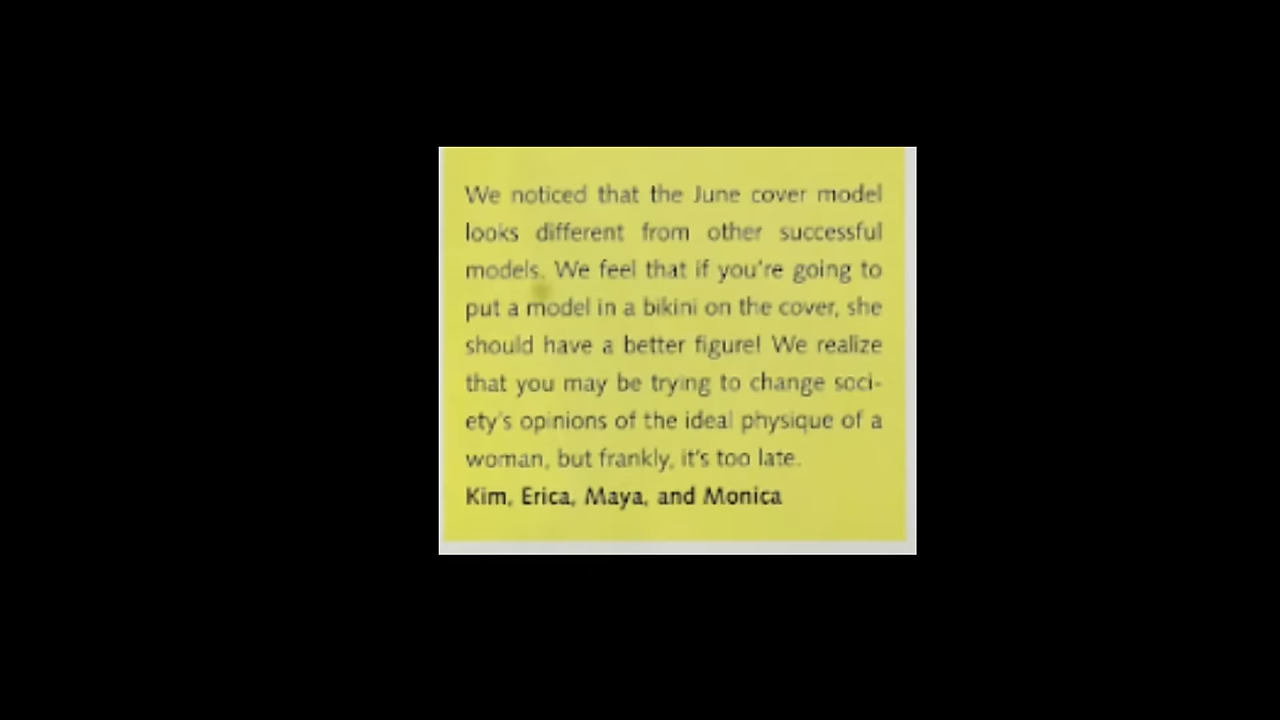 We noticed that the June cover model
looks different from other successful
models. We feel that if you're going to
put a model in a bikini on the cover, she
should have a better figure! We realize
that you may be trying to change soci-
ety's opinions of the ideal physique of a
woman, but frankly, it's too late.
Kim, Erica, Maya, and Monica